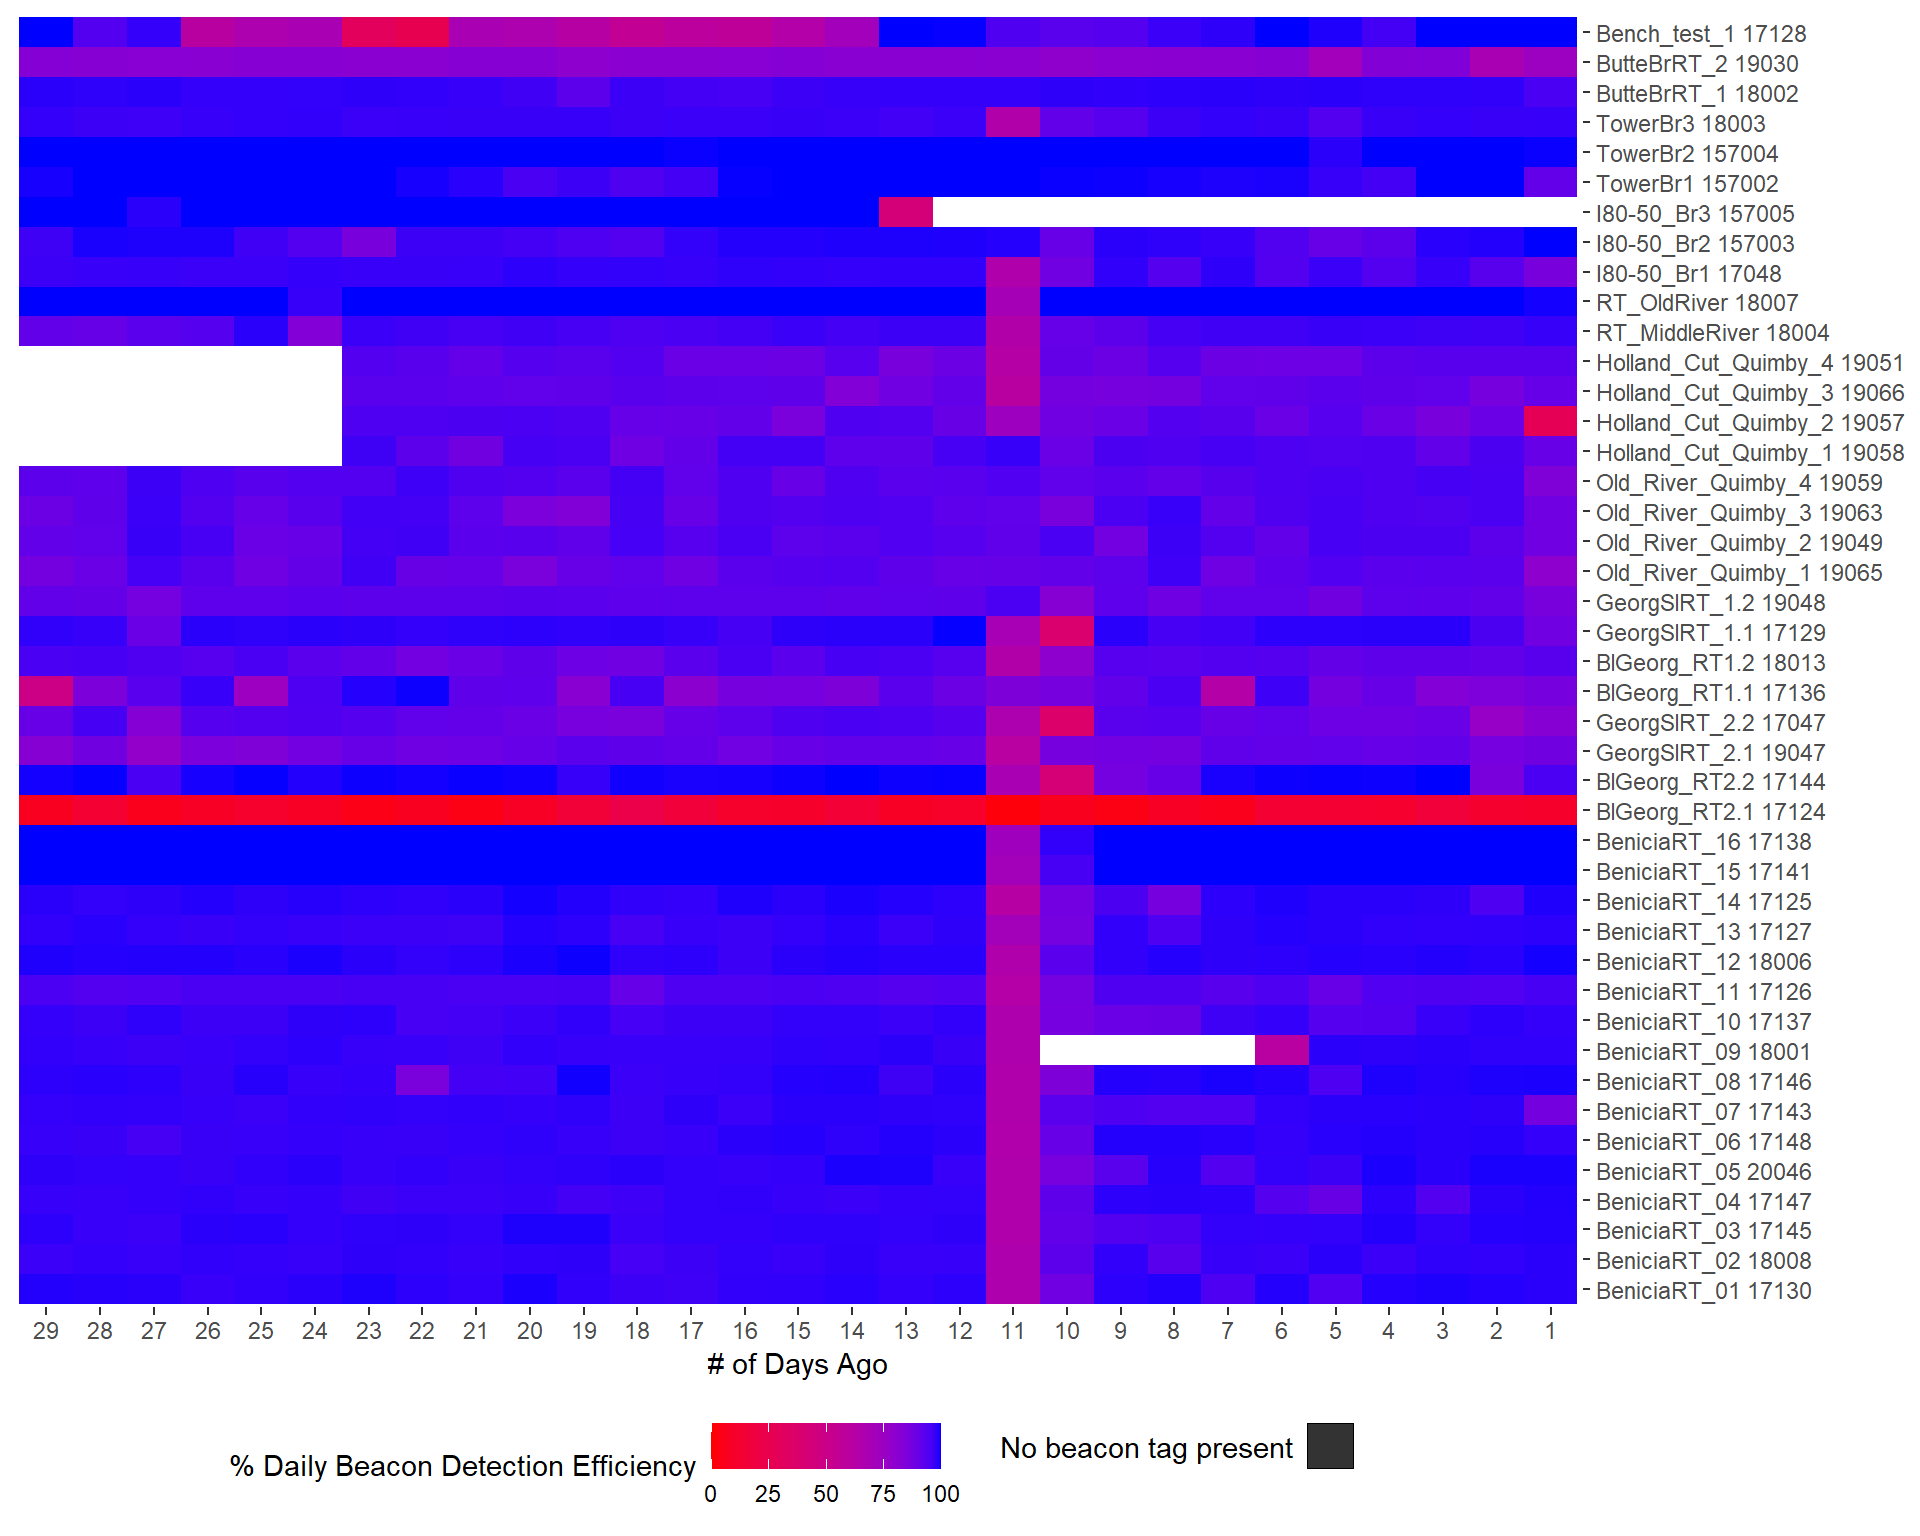 Bench_test_1 17128
ButteBrRT_2 19030
ButteBrRT_1 18002
TowerBr3 18003
TowerBr2 157004
TowerBr1 157002
I80-50_Br3 157005
I80-50_Br2 157003
I80-50_Br1 17048
RT_OldRiver 18007
RT_MiddleRiver 18004
Holland_Cut_Quimby_4 19051
Holland_Cut_Quimby_3 19066
Holland_Cut_Quimby_2 19057
Holland_Cut_Quimby_1 19058
Old_River_Quimby_4 19059
Old_River_Quimby_3 19063
Old_River_Quimby_2 19049
Old_River_Quimby_1 19065
GeorgSlRT_1.2 19048
GeorgSlRT_1.1 17129
BlGeorg_RT1.2 18013
BlGeorg_RT1.1 17136
GeorgSlRT_2.2 17047
GeorgSlRT_2.1 19047
BlGeorg_RT2.2 17144
BlGeorg_RT2.1 17124
BeniciaRT_16 17138
BeniciaRT_15 17141
BeniciaRT_14 17125
BeniciaRT_13 17127
BeniciaRT_12 18006
BeniciaRT_11 17126
BeniciaRT_10 17137
BeniciaRT_09 18001
BeniciaRT_08 17146
BeniciaRT_07 17143
BeniciaRT_06 17148
BeniciaRT_05 20046
BeniciaRT_04 17147
BeniciaRT_03 17145
BeniciaRT_02 18008
BeniciaRT_01 17130
29 28 27 26 25 24 23 22 21 20 19 18 17 16 15 14 13 12 11 10 9 8 7 6 5 4 3 2 1
# of Days Ago
% Daily Beacon Detection Efficiency
0 25 50 75 100
No beacon tag present